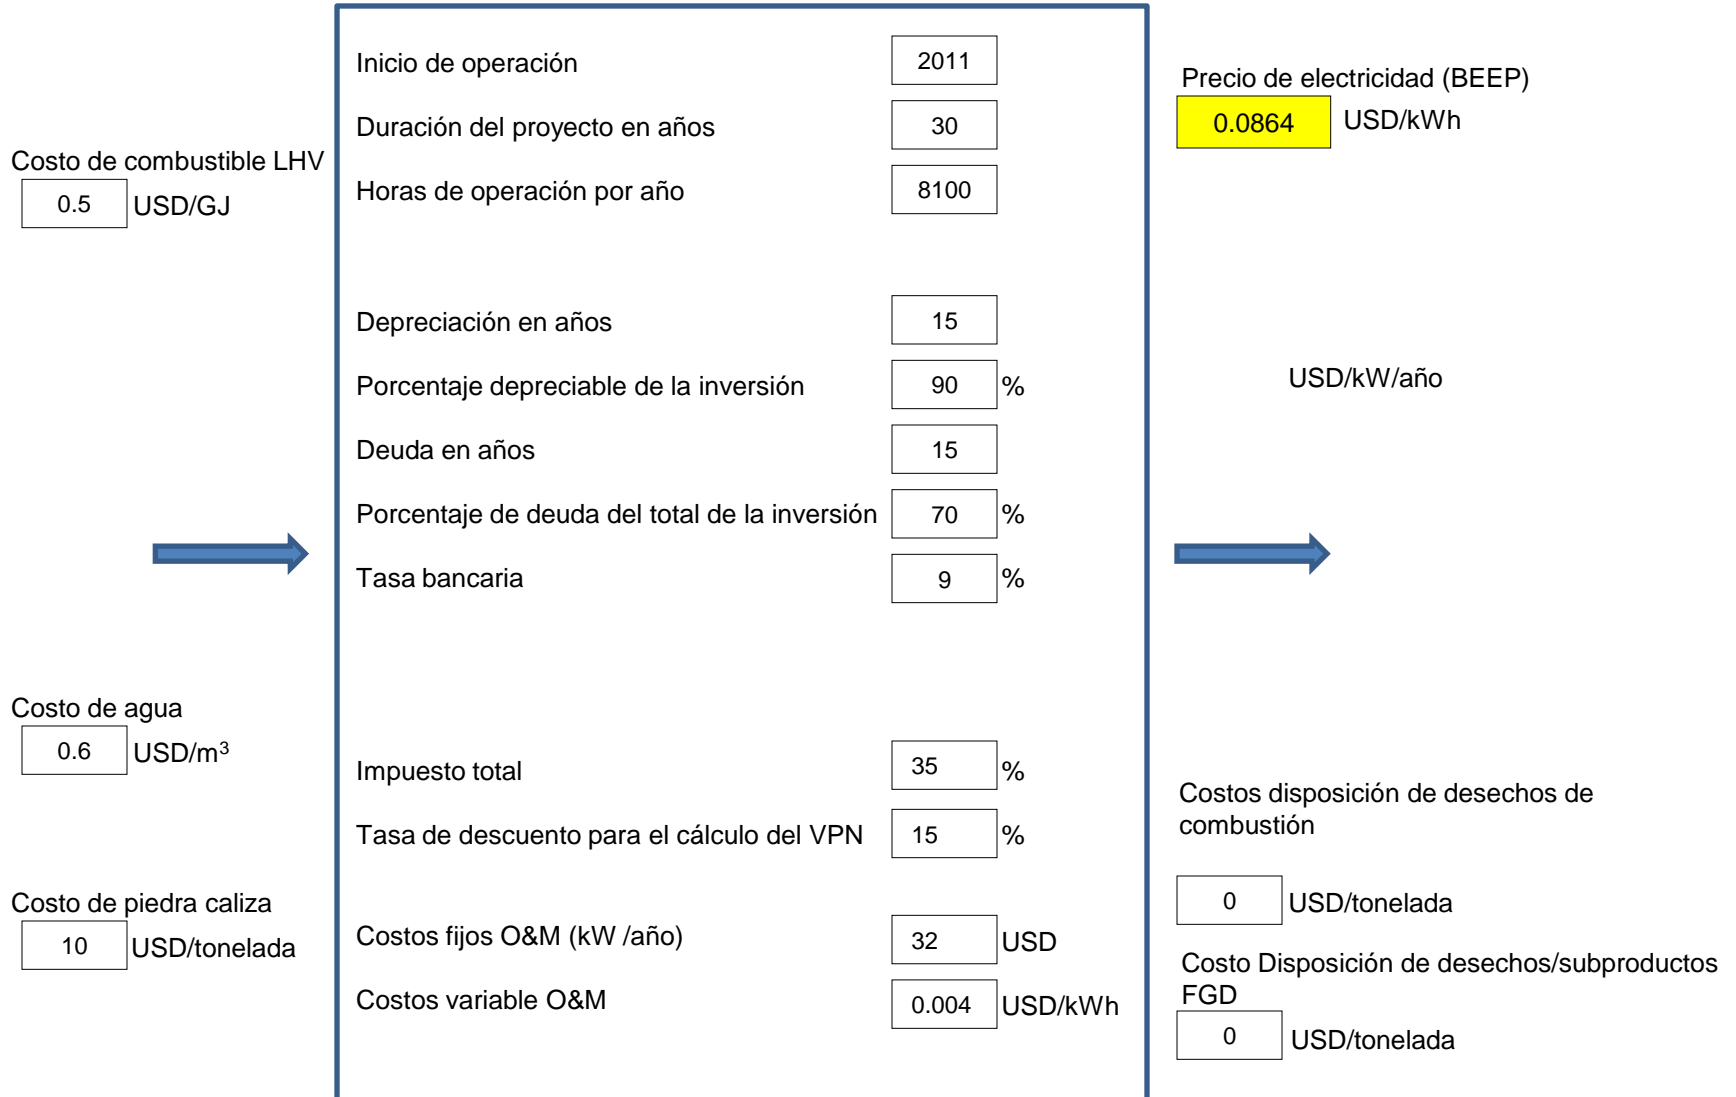 Costo de combustible LHV
0.5 USD/GJ
Costo de agua
0.6 USD/m³
Costo de piedra caliza
10 USD/tonelada
Inicio de operación 2011
Duración del proyecto en años 30
Horas de operación por año 8100
Depreciación en años 15
Porcentaje depreciable de la inversión 90 %
Deuda en años 15
Porcentaje de deuda del total de la inversión 70 %
Tasa bancaria 9 %
Impuesto total 35 %
Tasa de descuento para el cálculo del VPN 15 %
Costos fijos O&M (kW /año) 32 USD
Costos variable O&M 0.004 USD/kWh
Precio de electricidad (BEEP)
0.0864 USD/kWh
USD/kW/año
Costos disposición de desechos de
combustión
0 USD/tonelada
Costo Disposición de desechos/subproductos
FGD
0 USD/tonelada